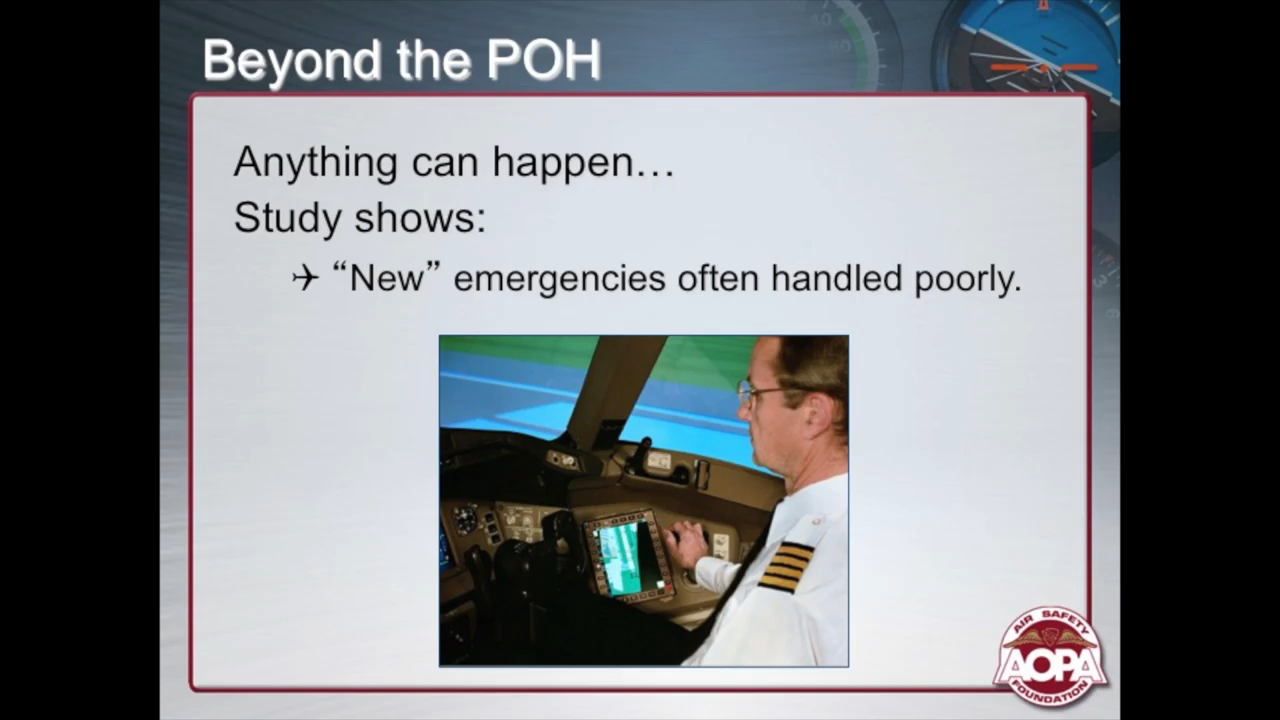 Beyond the POH
Anything can happen…
Study shows:
✈ “New” emergencies often handled poorly.
AIR SAFETY
AOPA
FOUNDATION